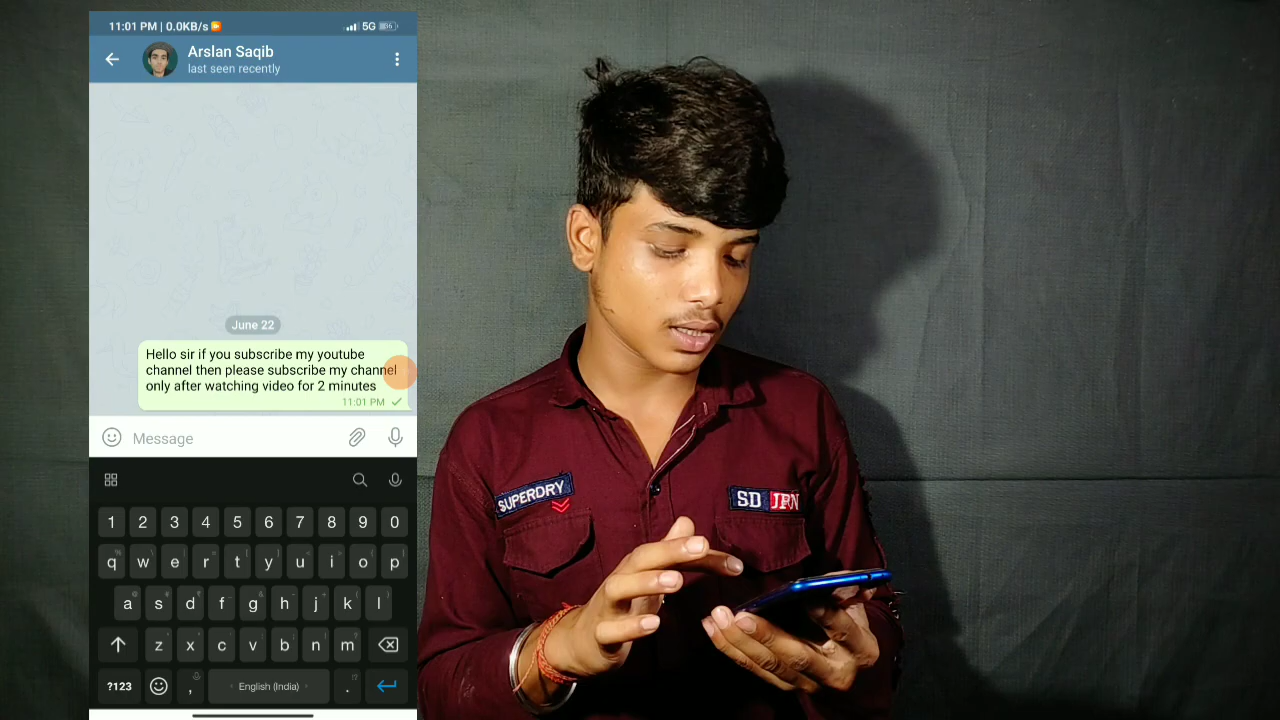 11:01 PM | 0.0KB/s
5G
Arslan Saqib
last seen recently
June 22
Hello sir if you subscribe my youtube
channel then please subscribe my channel
only after watching video for 2 minutes
11:01 PM
Message
1 2 3 4 5 6 7 8 9 0
q w e r t y u i o p
a s d f g h j k l
z x c v b n m
?123 , English (India) .
SUPERDRY
SD JPN